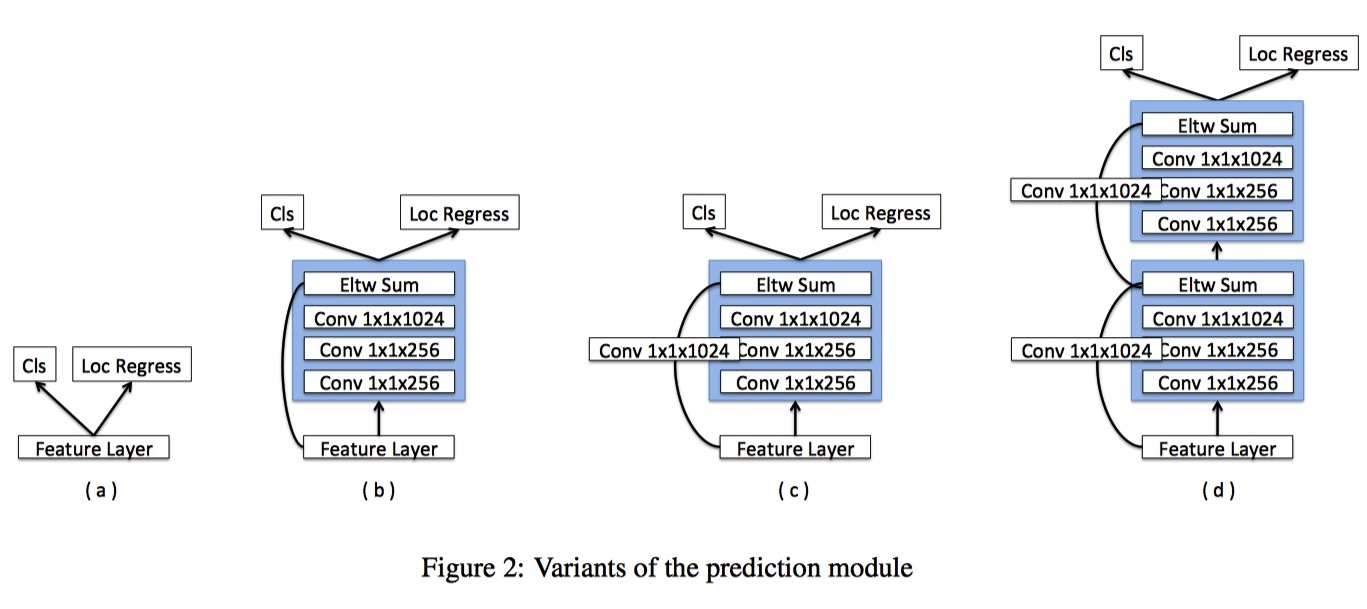 Cls
Loc Regress
Feature Layer
( a )
Cls
Loc Regress
Eltw Sum
Conv 1x1x1024
Conv 1x1x256
Conv 1x1x256
Feature Layer
( b )
Cls
Loc Regress
Eltw Sum
Conv 1x1x1024
Conv 1x1x1024
Conv 1x1x256
Conv 1x1x256
Feature Layer
( c )
Cls
Loc Regress
Eltw Sum
Conv 1x1x1024
Conv 1x1x1024
Conv 1x1x256
Conv 1x1x256
Eltw Sum
Conv 1x1x1024
Conv 1x1x1024
Conv 1x1x256
Conv 1x1x256
Feature Layer
( d )
Figure 2: Variants of the prediction module